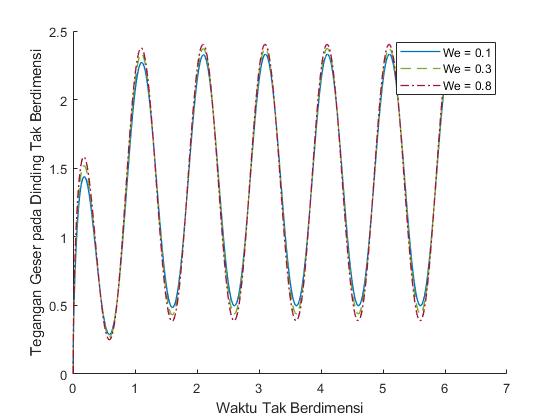 Tegangan Geser pada Dinding Tak Berdimensi
2.5
2
1.5
1
0.5
0
We = 0.1
We = 0.3
We = 0.8
0 1 2 3 4 5 6 7
Waktu Tak Berdimensi